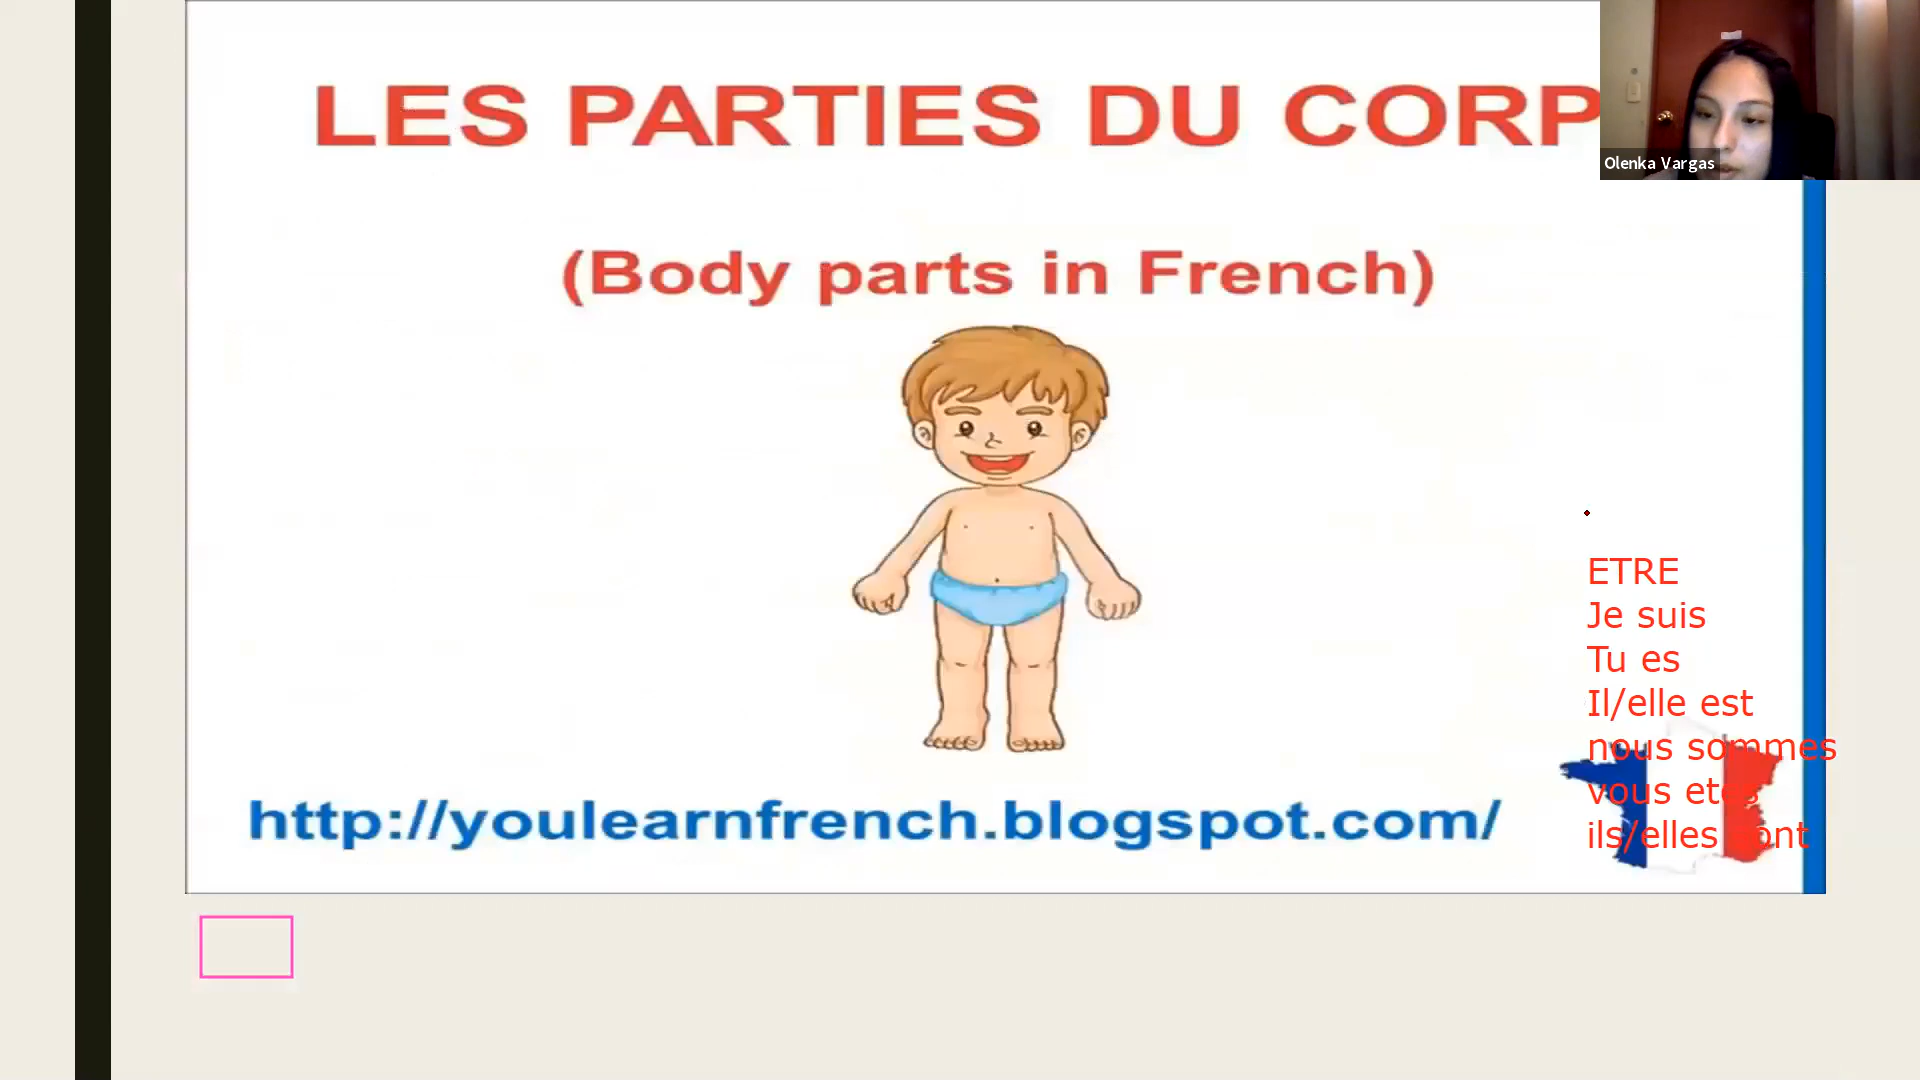 LES PARTIES DU CORP
Olenka Vargas
(Body parts in French)
ETRE
Je suis
Tu es
Il/elle est
nous sommes
vous etes
ils/elles sont
http://youlearnfrench.blogspot.com/